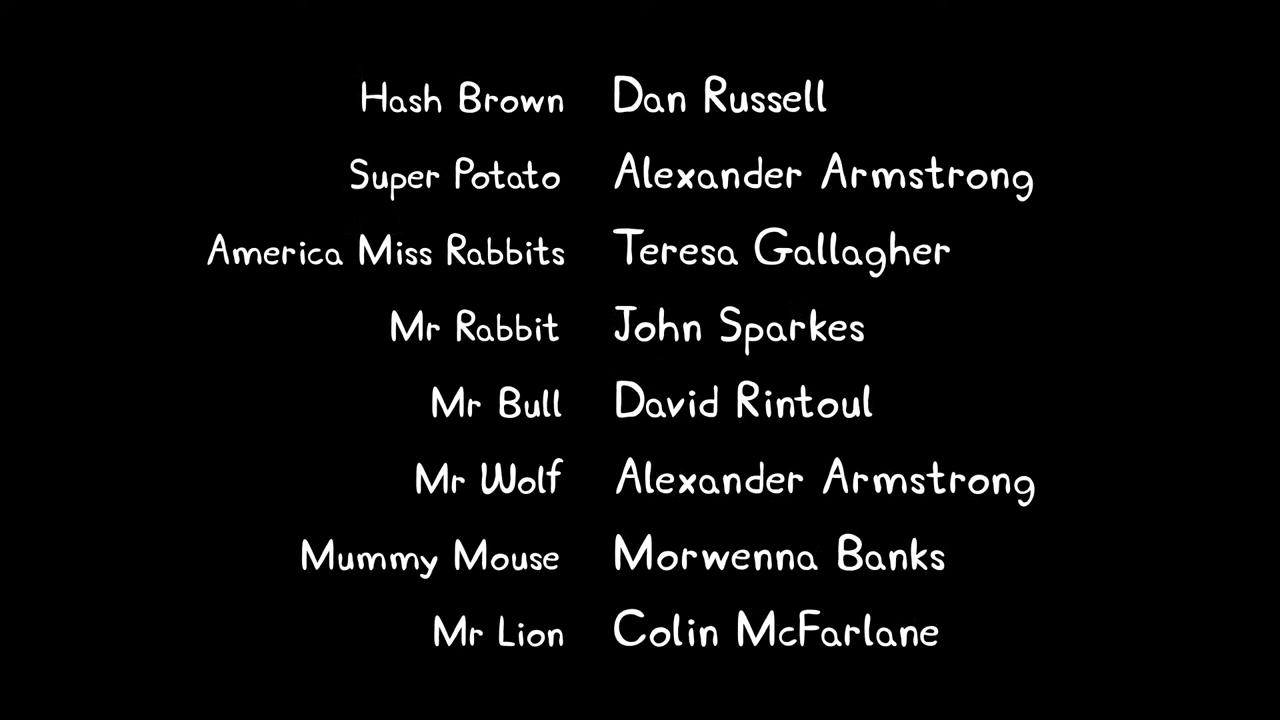 Hash Brown Dan Russell
Super Potato Alexander Armstrong
America Miss Rabbits Teresa Gallagher
Mr Rabbit John Sparkes
Mr Bull David Rintoul
Mr Wolf Alexander Armstrong
Mummy Mouse Morwenna Banks
Mr Lion Colin McFarlane